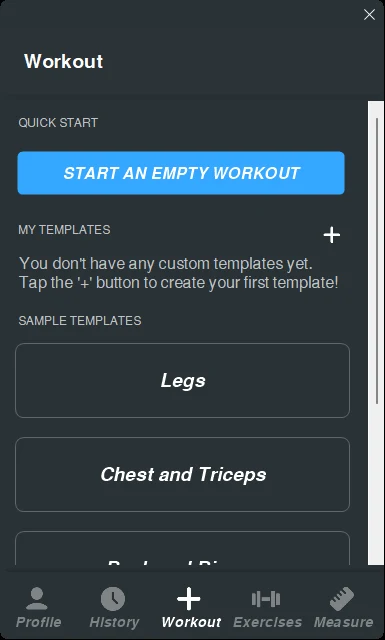 Workout
QUICK START
START AN EMPTY WORKOUT
MY TEMPLATES
You don't have any custom templates yet.
Tap the '+' button to create your first template!
SAMPLE TEMPLATES
Legs
Chest and Triceps
Profile History Workout Exercises Measure